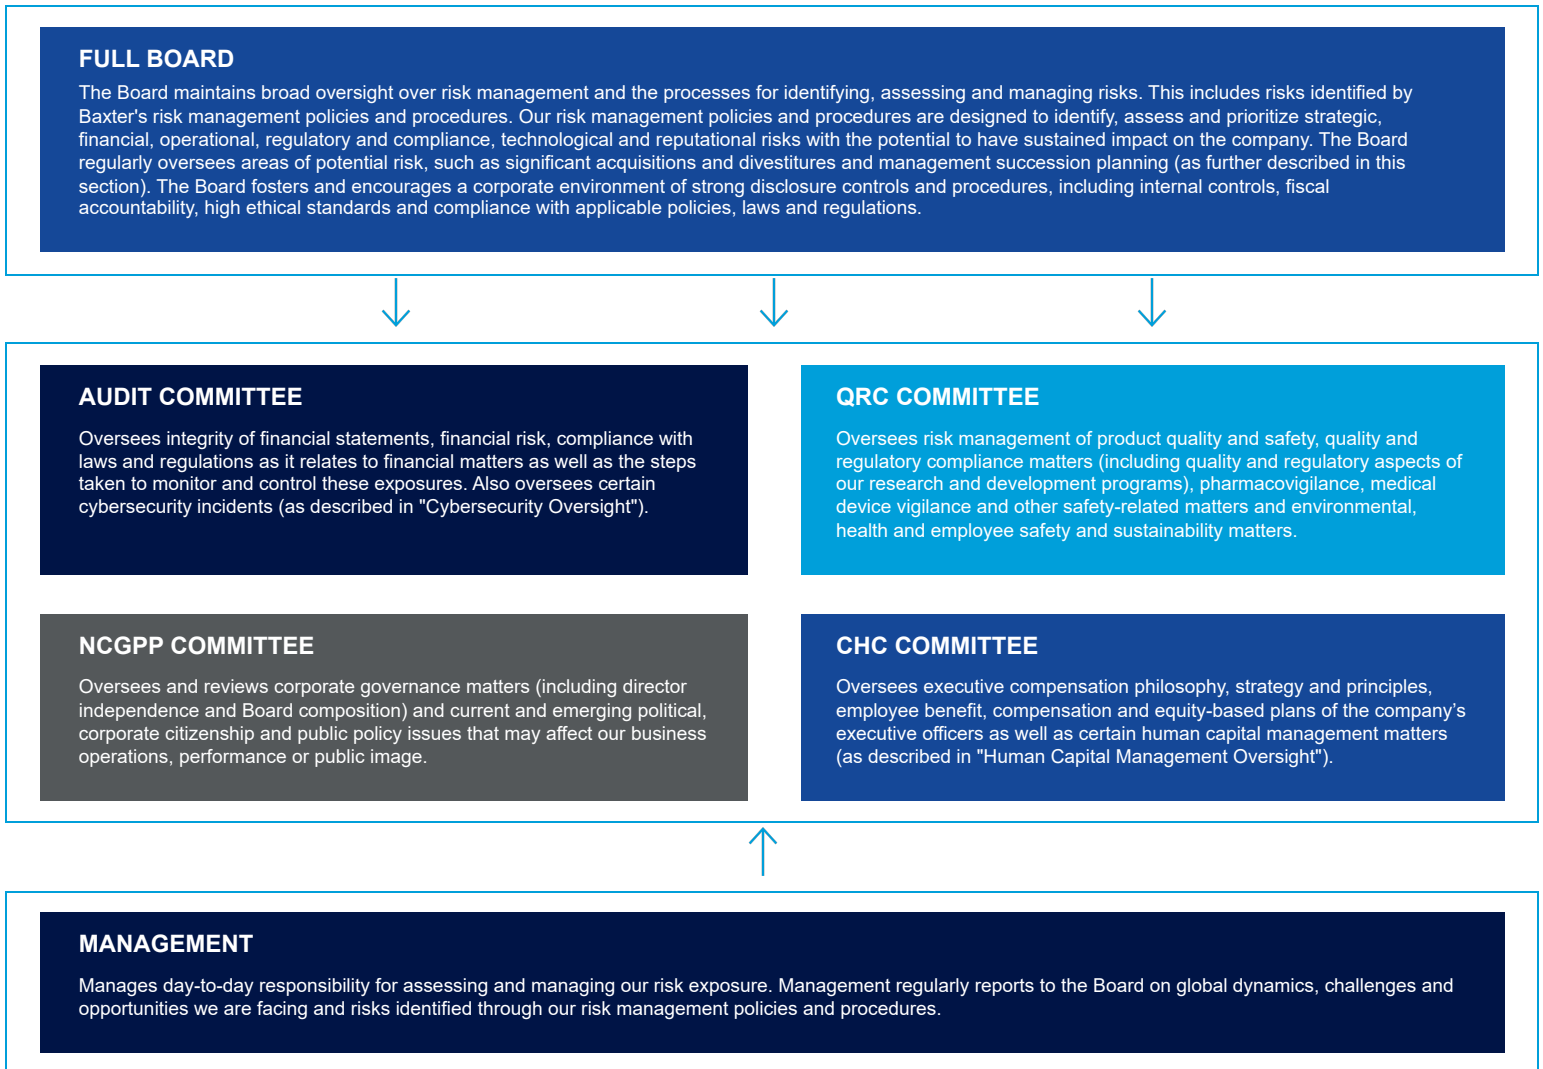 FULL BOARD
The Board maintains broad oversight over risk management and the processes for identifying, assessing and managing risks. This includes risks identified by
Baxter's risk management policies and procedures. Our risk management policies and procedures are designed to identify, assess and prioritize strategic,
financial, operational, regulatory and compliance, technological and reputational risks with the potential to have sustained impact on the company. The Board
regularly oversees areas of potential risk, such as significant acquisitions and divestitures and management succession planning (as further described in this
section). The Board fosters and encourages a corporate environment of strong disclosure controls and procedures, including internal controls, fiscal
accountability, high ethical standards and compliance with applicable policies, laws and regulations.
AUDIT COMMITTEE
Oversees integrity of financial statements, financial risk, compliance with
laws and regulations as it relates to financial matters as well as the steps
taken to monitor and control these exposures. Also oversees certain
cybersecurity incidents (as described in "Cybersecurity Oversight").
QRC COMMITTEE
Oversees risk management of product quality and safety, quality and
regulatory compliance matters (including quality and regulatory aspects of
our research and development programs), pharmacovigilance, medical
device vigilance and other safety-related matters and environmental,
health and employee safety and sustainability matters.
NCGPP COMMITTEE
Oversees and reviews corporate governance matters (including director
independence and Board composition) and current and emerging political,
corporate citizenship and public policy issues that may affect our business
operations, performance or public image.
CHC COMMITTEE
Oversees executive compensation philosophy, strategy and principles,
employee benefit, compensation and equity-based plans of the company’s
executive officers as well as certain human capital management matters
(as described in "Human Capital Management Oversight").
MANAGEMENT
Manages day-to-day responsibility for assessing and managing our risk exposure. Management regularly reports to the Board on global dynamics, challenges and
opportunities we are facing and risks identified through our risk management policies and procedures.